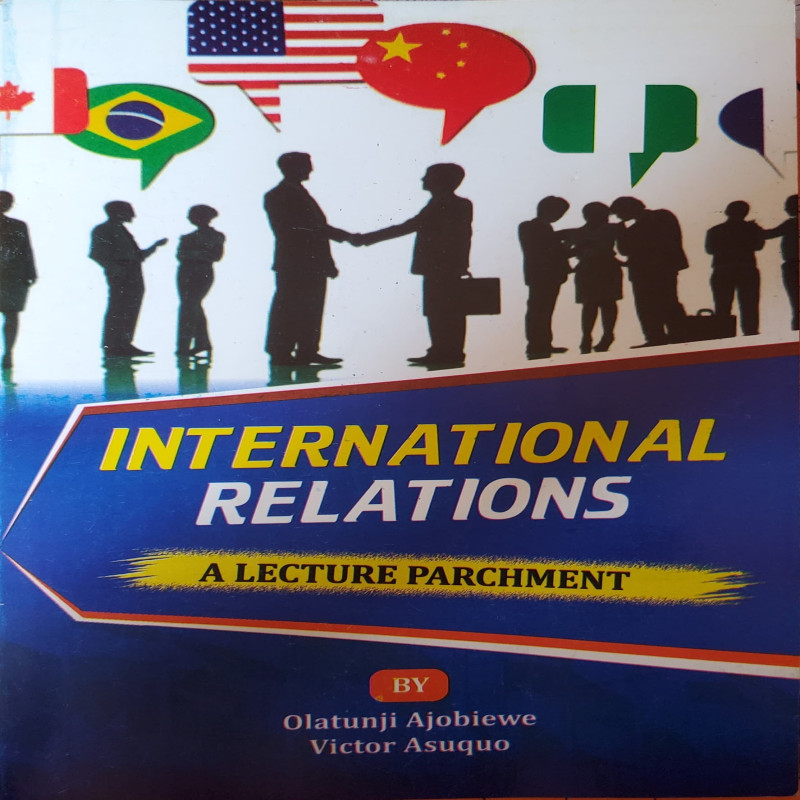 INTERNATIONAL
RELATIONS
A LECTURE PARCHMENT
BY
Olatunji Ajobiewe
Victor Asuquo